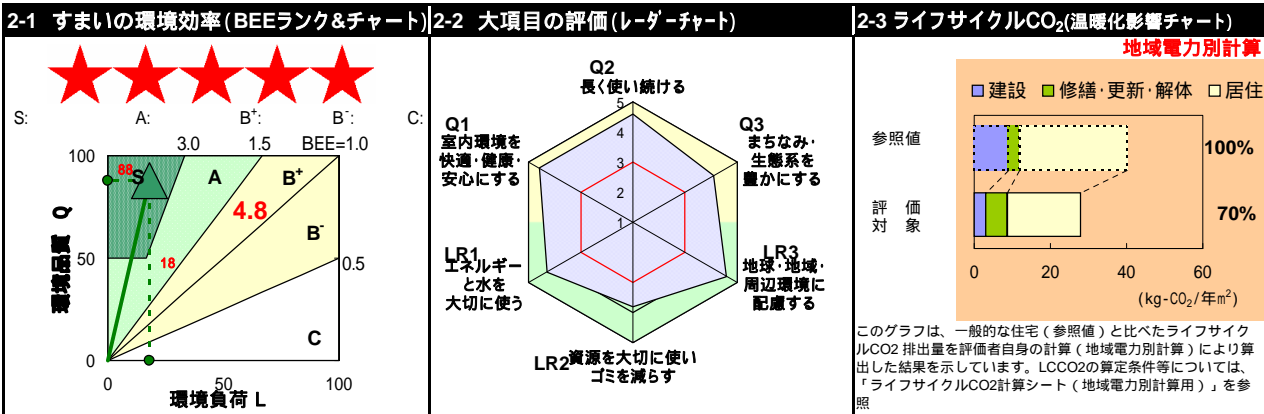 2-1 すまいの環境効率(BEEランク&チャート)
S: A: B+: B-: C:
3.0 1.5 BEE=1.0
100
88
S
A
B+
4.8
B-
50
18
0.5
C
0
0 50 100
環境品質 Q
環境負荷 L
2-2 大項目の評価(レーダーチャート)
Q2
長く使い続ける
5
4
3
2
1
Q1
室内環境を
快適・健康・
安心にする
Q3
まちなみ・
生態系を
豊かにする
LR1
エネルギー
と水を
大切に使う
LR3
地球・地域・
周辺環境に
配慮する
LR2 資源を大切に使い
ゴミを減らす
2-3 ライフサイクルCO2(温暖化影響チャート)
地域電力別計算
建設 修繕・更新・解体 居住
参照値
100%
評 価
対 象
70%
0 20 40 60
(kg-CO2/年m²)
このグラフは、一般的な住宅(参照値)と比べたライフサイク
ルCO2 排出量を評価者自身の計算(地域電力別計算)により算
出した結果を示しています。LCCO2の算定条件等については、
「ライフサイクルCO2計算シート(地域電力別計算用)」を参
照